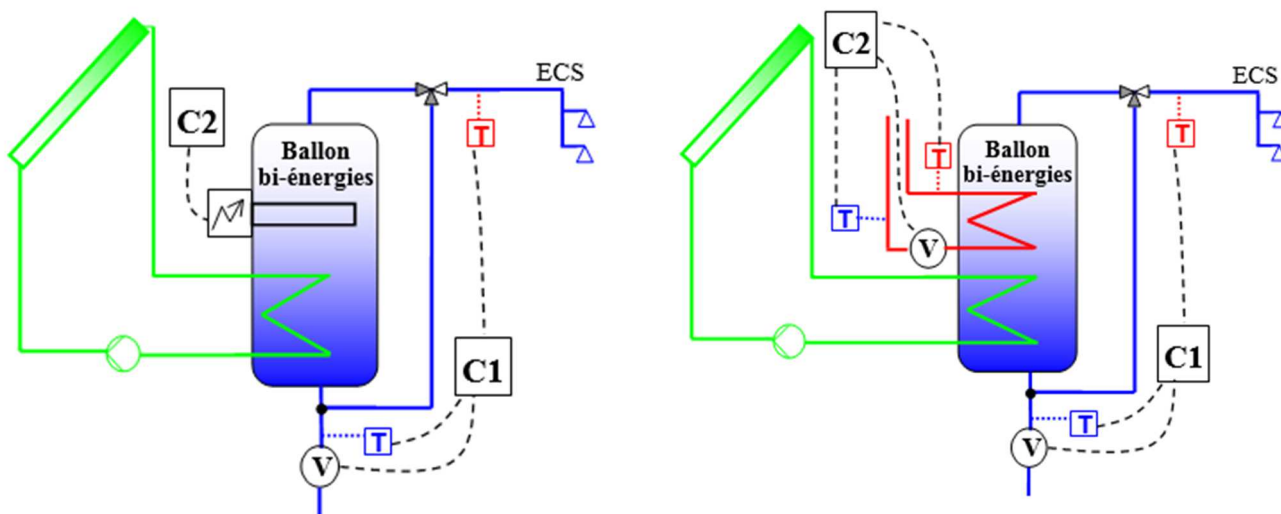 ECS
C2
T
Ballon
bi-énergies
C1
T
V
C2
ECS
T
T
Ballon
bi-énergies
T
V
C1
T
V